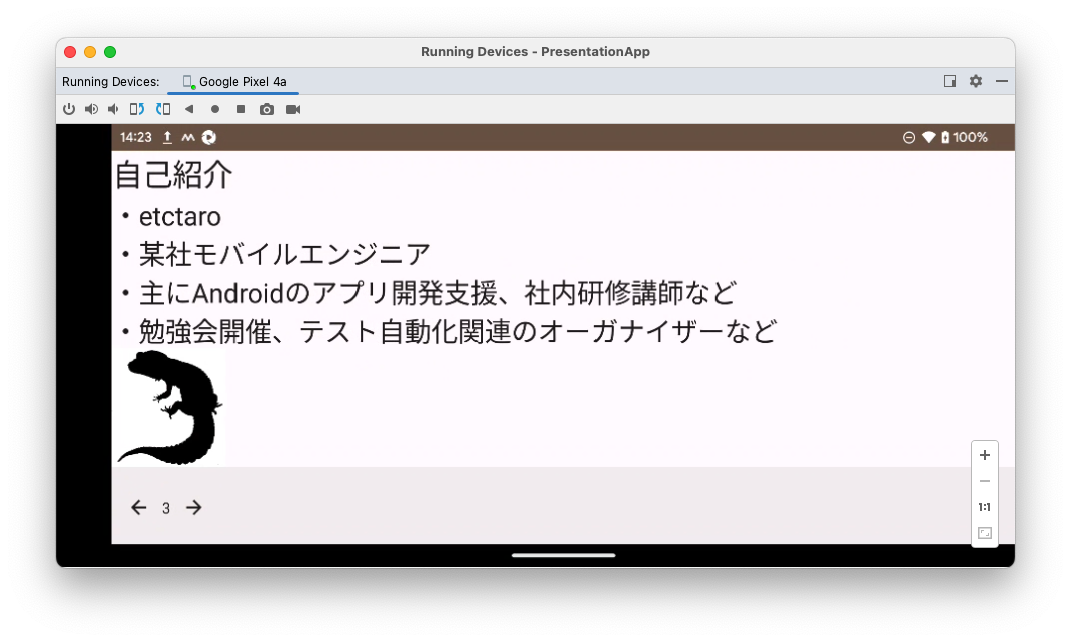 Running Devices - PresentationApp
Running Devices: Google Pixel 4a
14:23 100%
自己紹介
・etctaro
・某社モバイルエンジニア
・主にAndroidのアプリ開発支援、社内研修講師など
・勉強会開催、テスト自動化関連のオーガナイザーなど
3
1:1